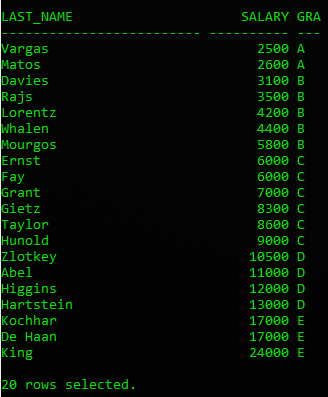 LAST_NAME                     SALARY GRA
------------------------- ---------- ---
Vargas                          2500 A
Matos                           2600 A
Davies                          3100 B
Rajs                            3500 B
Lorentz                         4200 B
Whalen                          4400 B
Mourgos                         5800 B
Ernst                           6000 C
Fay                             6000 C
Grant                           7000 C
Gietz                           8300 C
Taylor                          8600 C
Hunold                          9000 C
Zlotkey                        10500 D
Abel                           11000 D
Higgins                        12000 D
Hartstein                      13000 D
Kochhar                        17000 E
De Haan                        17000 E
King                           24000 E
20 rows selected.